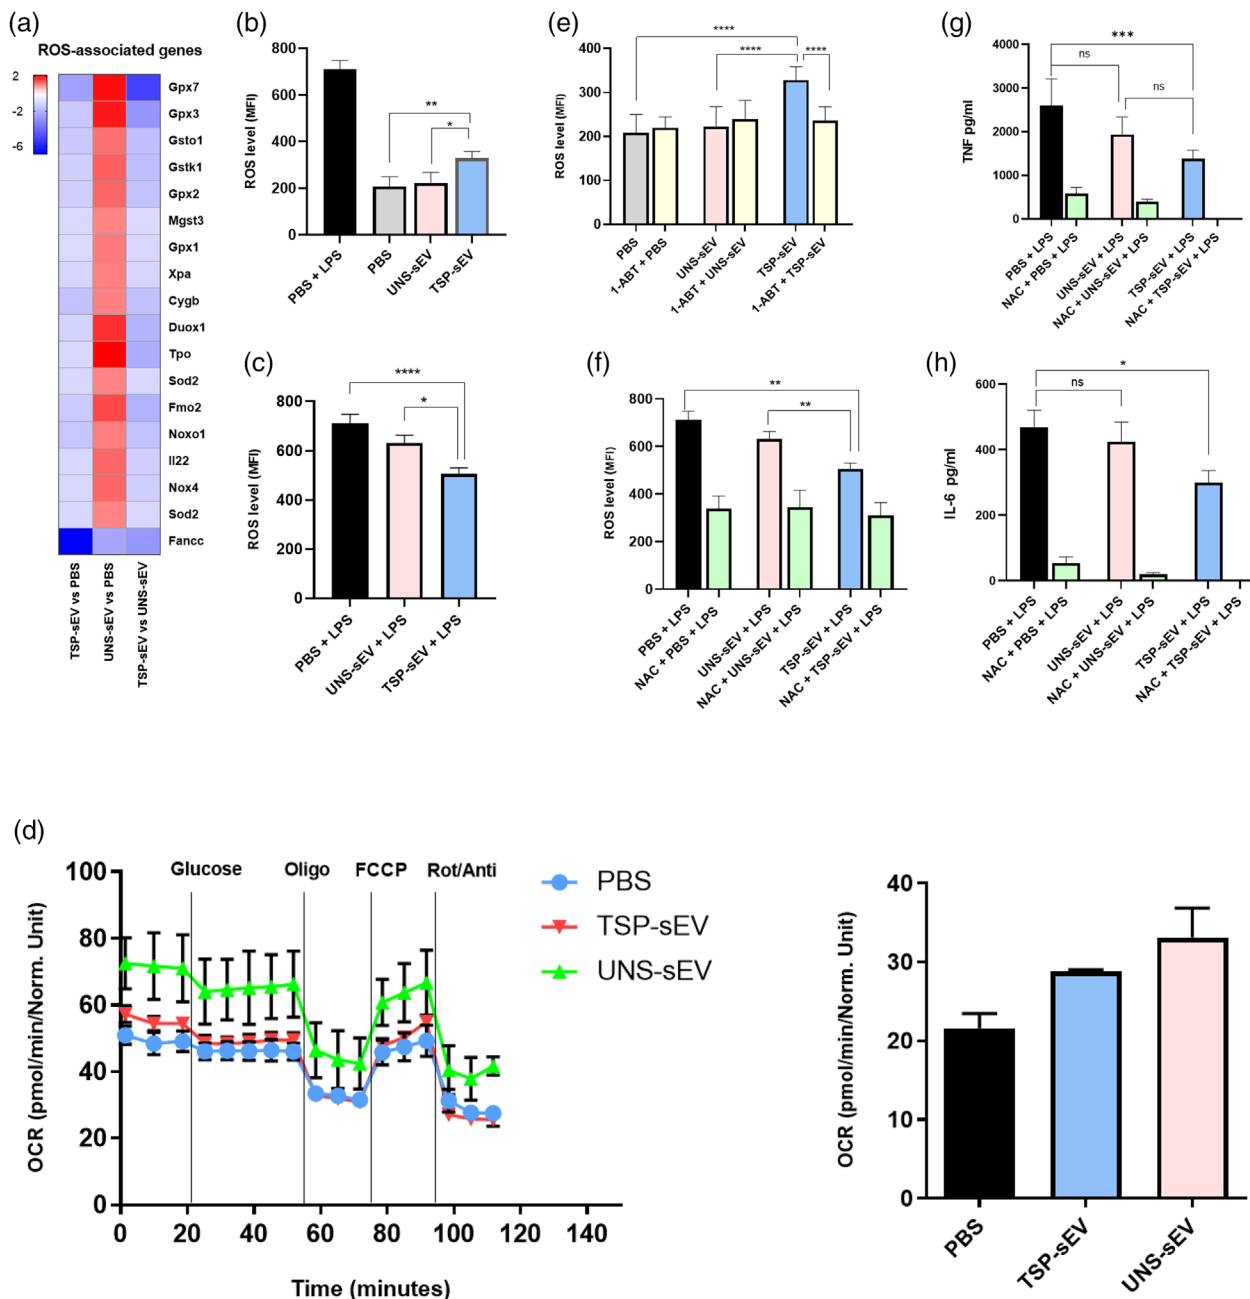 (a)
ROS-associated genes
2
-2
-6
Gpx7
Gpx3
Gsto1
Gstk1
Gpx2
Mgst3
Gpx1
Xpa
Cygb
Duox1
Tpo
Sod2
Fmo2
Noxo1
Il22
Nox4
Sod2
Fancc
TSP-sEV vs PBS
UNS-sEV vs PBS
TSP-sEV vs UNS-sEV
(b)
ROS level (MFI)
800
600
400
200
0
**
*
PBS + LPS
PBS
UNS-sEV
TSP-sEV
(c)
ROS level (MFI)
800
600
400
200
0
****
*
PBS + LPS
UNS-sEV + LPS
TSP-sEV + LPS
(e)
ROS level (MFI)
400
300
200
100
0
****
****
****
PBS
1-ABT + PBS
UNS-sEV
1-ABT + UNS-sEV
TSP-sEV
1-ABT + TSP-sEV
(f)
ROS level (MFI)
800
600
400
200
0
**
**
PBS + LPS
NAC + PBS + LPS
UNS-sEV + LPS
NAC + UNS-sEV + LPS
TSP-sEV + LPS
NAC + TSP-sEV + LPS
(g)
TNF pg/ml
4000
3000
2000
1000
0
***
ns
ns
PBS + LPS
NAC + PBS + LPS
UNS-sEV + LPS
NAC + UNS-sEV + LPS
TSP-sEV + LPS
NAC + TSP-sEV + LPS
(h)
IL-6 pg/ml
600
400
200
0
*
ns
PBS + LPS
NAC + PBS + LPS
UNS-sEV + LPS
NAC + UNS-sEV + LPS
TSP-sEV + LPS
NAC + TSP-sEV + LPS
(d)
OCR (pmol/min/Norm. Unit)
100
80
60
40
20
0
Glucose
Oligo
FCCP
Rot/Anti
0
20
40
60
80
100
120
140
Time (minutes)
PBS
TSP-sEV
UNS-sEV
OCR (pmol/min/Norm. Unit)
40
30
20
10
0
PBS
TSP-sEV
UNS-sEV